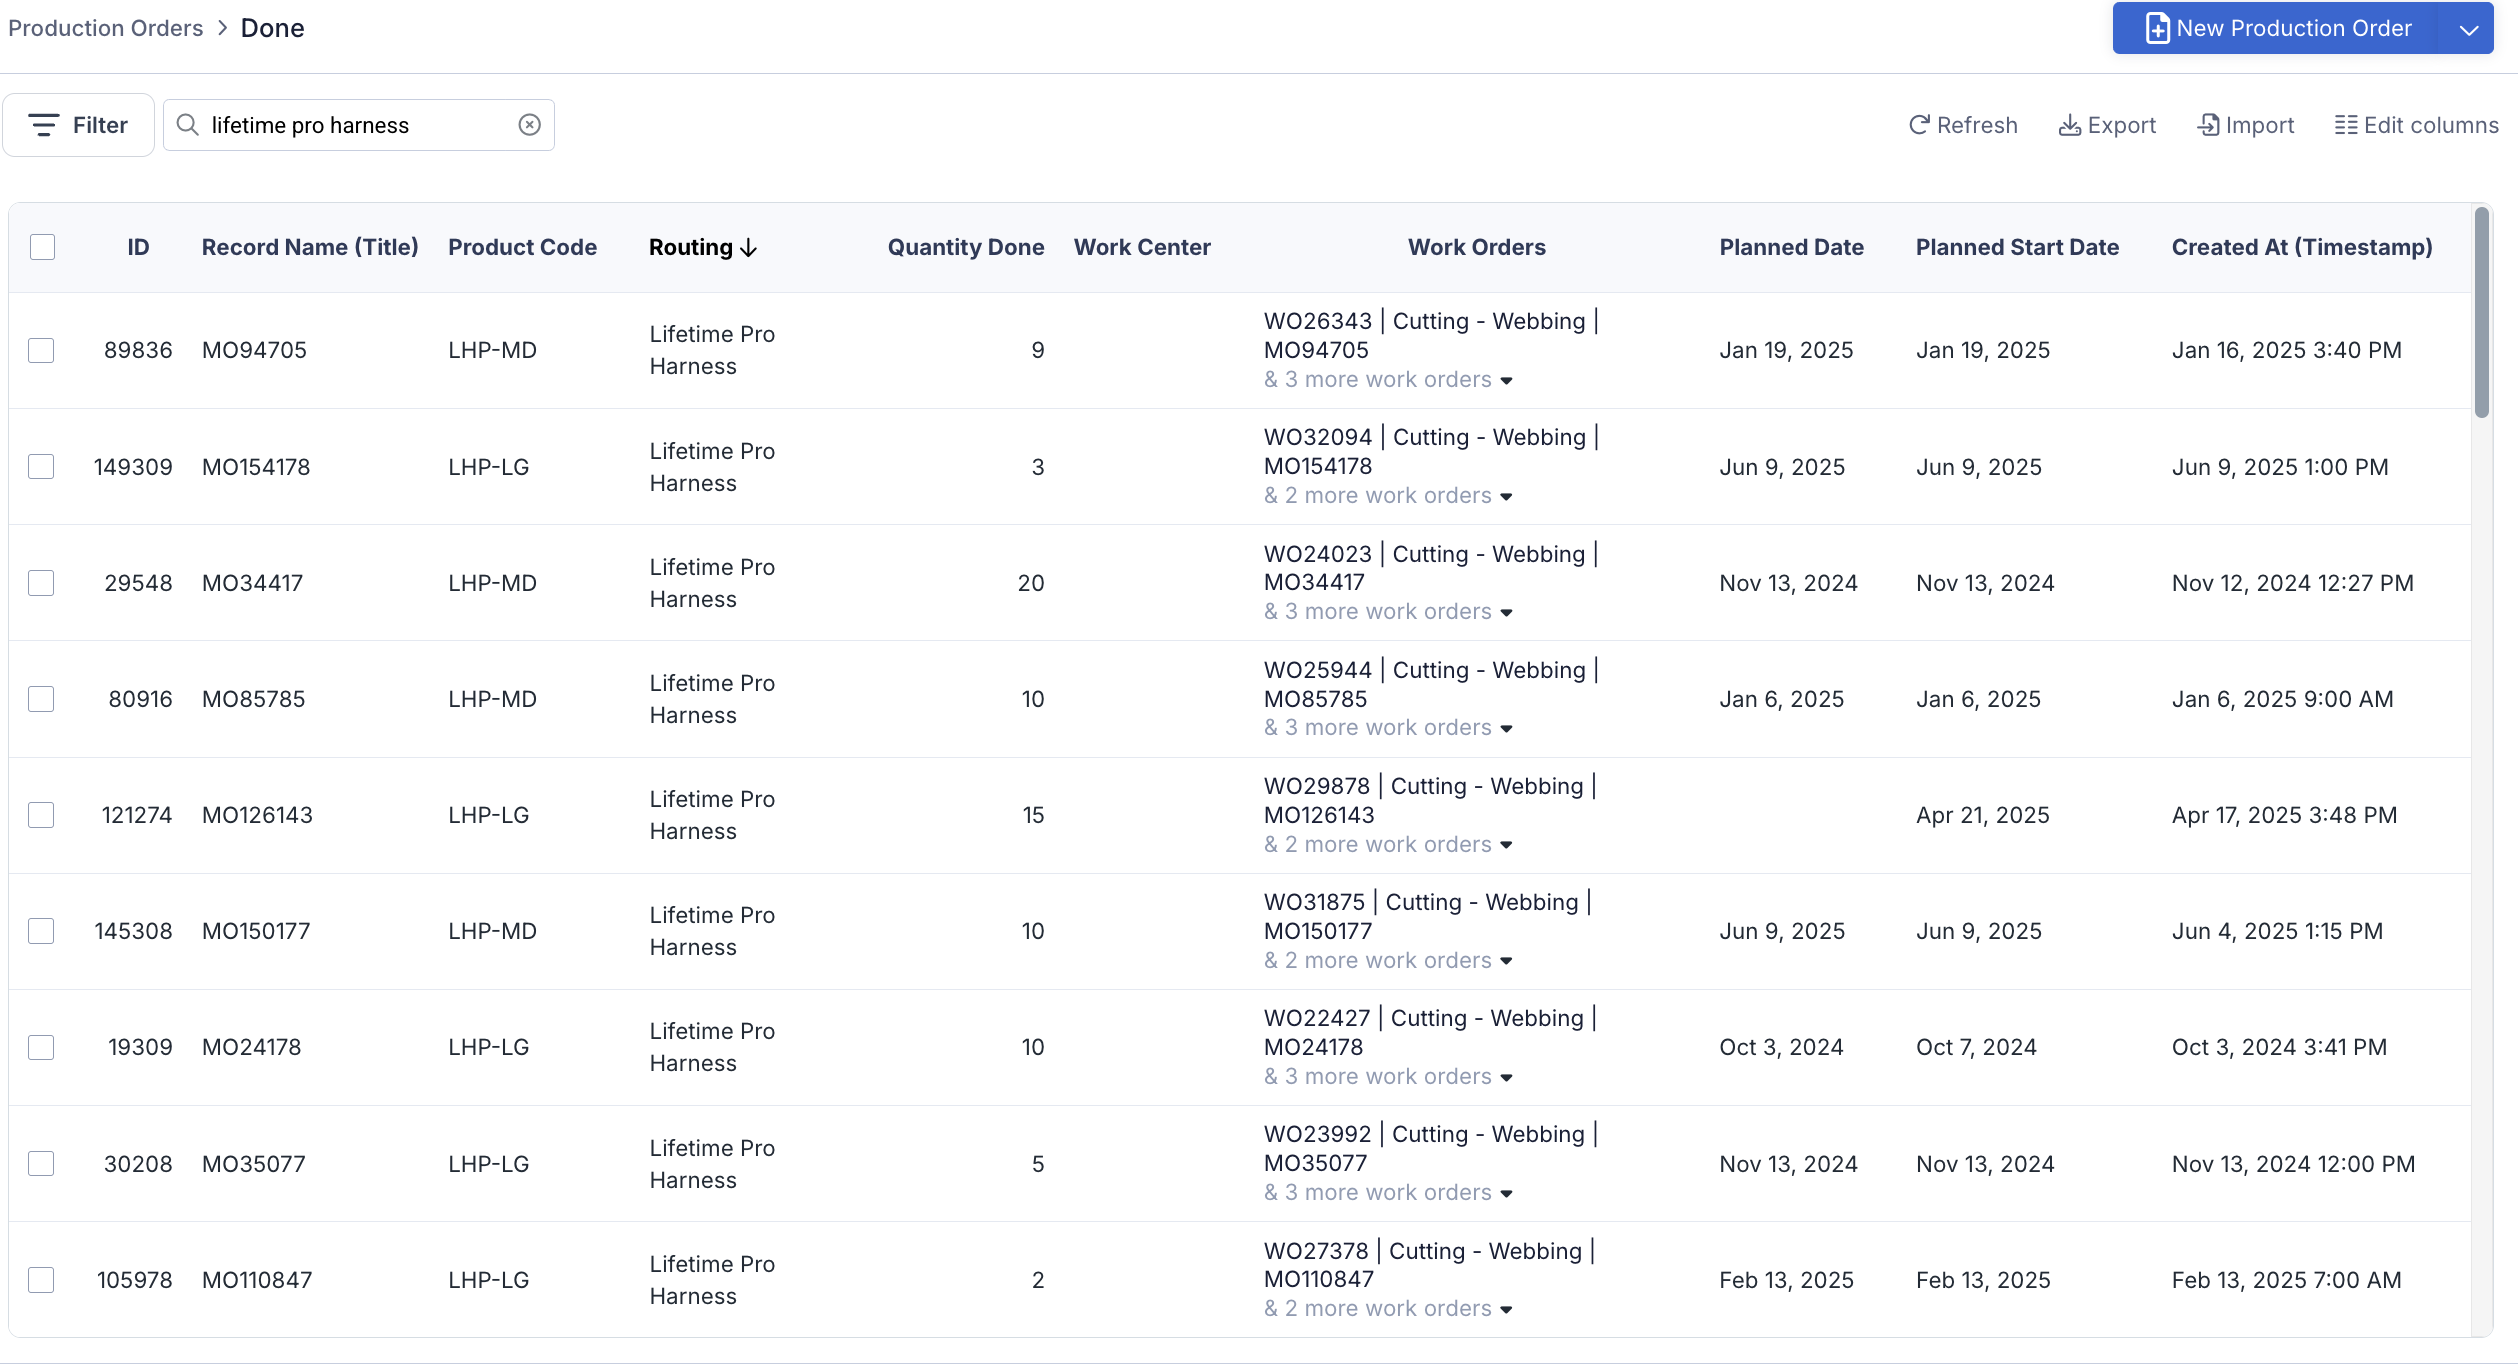 Production Orders > Done
New Production Order
Filter
lifetime pro harness
Refresh
Export
Import
Edit columns
ID Record Name (Title) Product Code Routing Quantity Done Work Center Work Orders Planned Date Planned Start Date Created At (Timestamp)
89836 MO94705 LHP-MD Lifetime Pro Harness 9 WO26343 | Cutting - Webbing | MO94705 & 3 more work orders Jan 19, 2025 Jan 19, 2025 Jan 16, 2025 3:40 PM
149309 MO154178 LHP-LG Lifetime Pro Harness 3 WO32094 | Cutting - Webbing | MO154178 & 2 more work orders Jun 9, 2025 Jun 9, 2025 Jun 9, 2025 1:00 PM
29548 MO34417 LHP-MD Lifetime Pro Harness 20 WO24023 | Cutting - Webbing | MO34417 & 3 more work orders Nov 13, 2024 Nov 13, 2024 Nov 12, 2024 12:27 PM
80916 MO85785 LHP-MD Lifetime Pro Harness 10 WO25944 | Cutting - Webbing | MO85785 & 3 more work orders Jan 6, 2025 Jan 6, 2025 Jan 6, 2025 9:00 AM
121274 MO126143 LHP-LG Lifetime Pro Harness 15 WO29878 | Cutting - Webbing | MO126143 & 2 more work orders Apr 21, 2025 Apr 17, 2025 3:48 PM
145308 MO150177 LHP-MD Lifetime Pro Harness 10 WO31875 | Cutting - Webbing | MO150177 & 2 more work orders Jun 9, 2025 Jun 9, 2025 Jun 4, 2025 1:15 PM
19309 MO24178 LHP-LG Lifetime Pro Harness 10 WO22427 | Cutting - Webbing | MO24178 & 3 more work orders Oct 3, 2024 Oct 7, 2024 Oct 3, 2024 3:41 PM
30208 MO35077 LHP-LG Lifetime Pro Harness 5 WO23992 | Cutting - Webbing | MO35077 & 3 more work orders Nov 13, 2024 Nov 13, 2024 Nov 13, 2024 12:00 PM
105978 MO110847 LHP-LG Lifetime Pro Harness 2 WO27378 | Cutting - Webbing | MO110847 & 2 more work orders Feb 13, 2025 Feb 13, 2025 Feb 13, 2025 7:00 AM